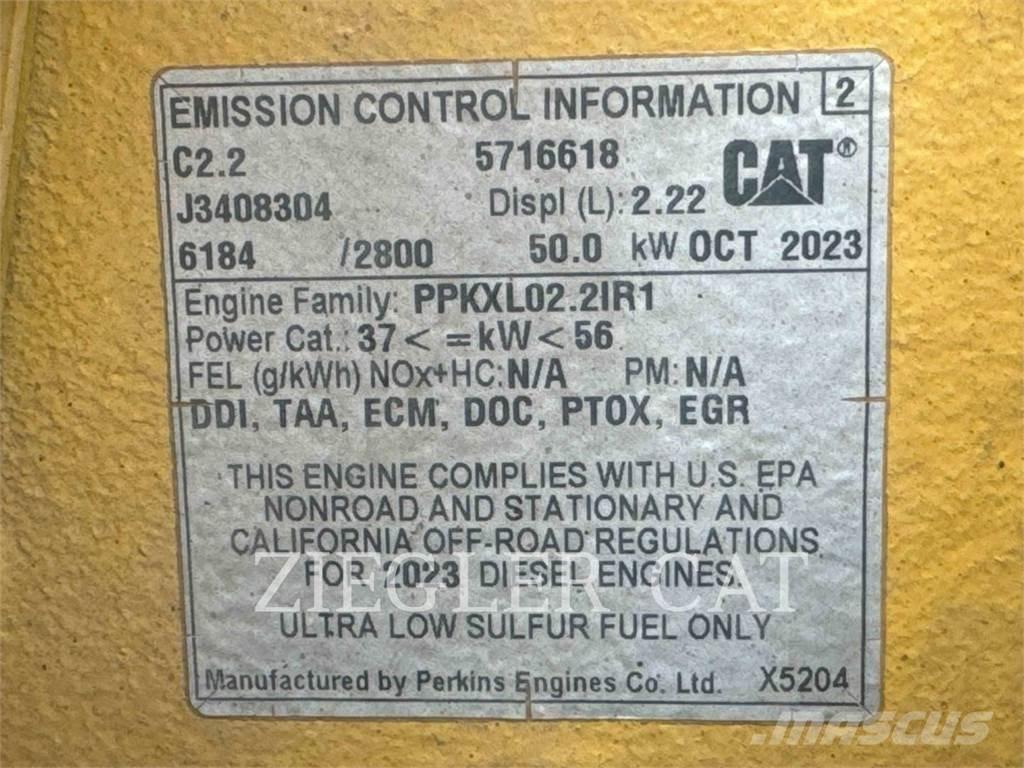 EMISSION CONTROL INFORMATION 2
C2.2 5716618 CAT®
J3408304 Displ (L): 2.22
6184 /2800 50.0 kW OCT 2023
Engine Family: PPKXL02.2IR1
Power Cat.: 37 < = kW < 56
FEL (g/kWh) NOx+HC: N/A PM: N/A
DDI, TAA, ECM, DOC, PTOX, EGR
THIS ENGINE COMPLIES WITH U.S. EPA
NONROAD AND STATIONARY AND
CALIFORNIA OFF-ROAD REGULATIONS
FOR 2023 DIESEL ENGINES.
ZIEGLER CAT
ULTRA LOW SULFUR FUEL ONLY
Manufactured by Perkins Engines Co. Ltd. X5204
MASCUS